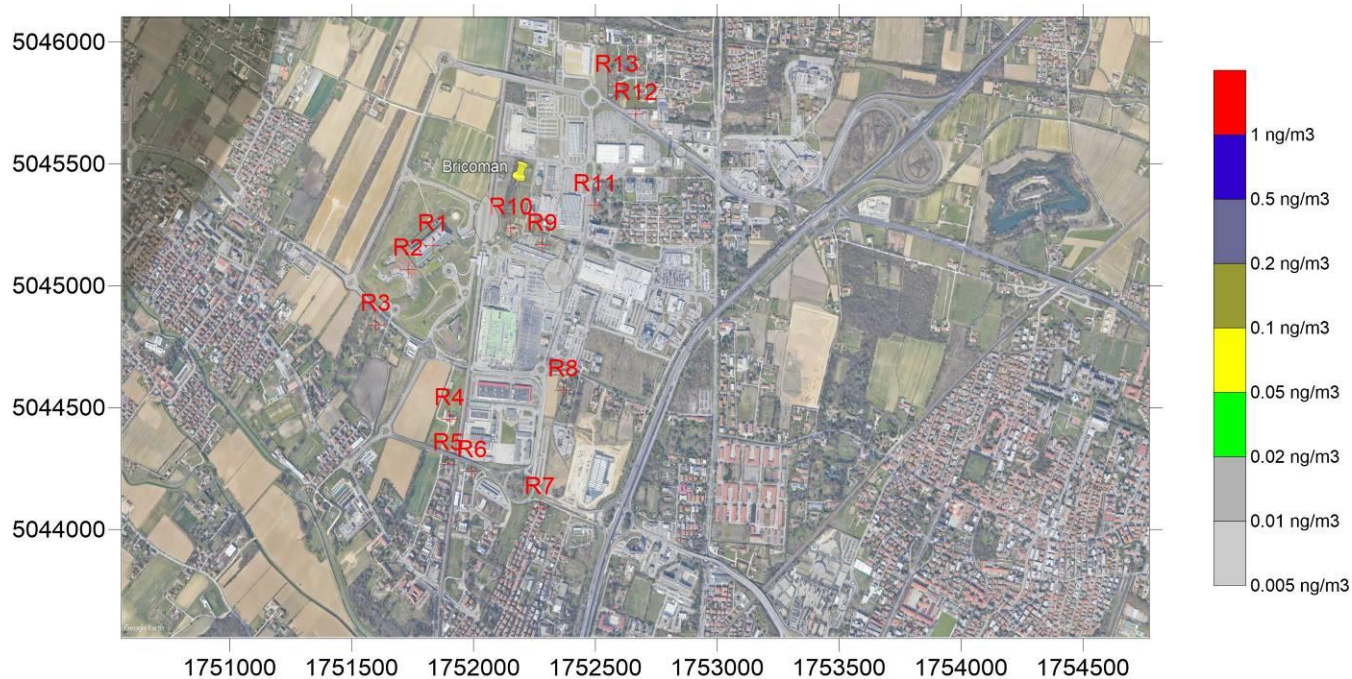 5046000
5045500
5045000
5044500
5044000
R13
R12
Bricoman
R11
R10
R9
R1
R2
R3
R8
R4
R5
R6
R7
Google Earth
1751000
1751500
1752000
1752500
1753000
1753500
1754000
1754500
1 ng/m3
0.5 ng/m3
0.2 ng/m3
0.1 ng/m3
0.05 ng/m3
0.02 ng/m3
0.01 ng/m3
0.005 ng/m3